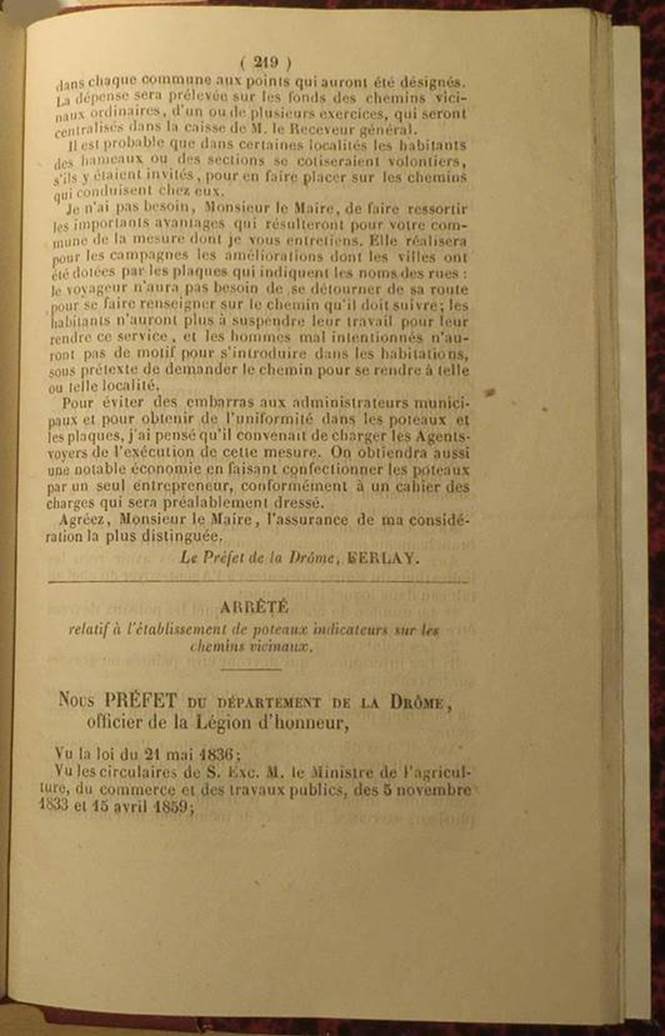 ( 219 )
dans chaque commune aux points qui auront été désignés.
La dépense sera prélevée sur les fonds des chemins vici-
naux ordinaires, d'un ou de plusieurs exercices, qui seront
centralisés dans la caisse de M. le Receveur général.
Il est probable que dans certaines localités les habitants
des hameaux ou des sections se cotiseraient volontiers,
s'ils y étaient invités, pour en faire placer sur les chemins
qui conduisent chez eux.
Je n'ai pas besoin, Monsieur le Maire, de faire ressortir
les importants avantages qui résulteront pour votre com-
mune de la mesure dont je vous entretiens. Elle réalisera
pour les campagnes les améliorations dont les villes ont
été dotées par les plaques qui indiquent les noms des rues :
le voyageur n'aura pas besoin de se détourner de sa route
pour se faire renseigner sur le chemin qu'il doit suivre; les
habitants n'auront plus à suspendre leur travail pour leur
rendre ce service, et les hommes mal intentionnés n'au-
ront pas de motif pour s'introduire dans les habitations,
sous prétexte de demander le chemin pour se rendre à telle
ou telle localité.
Pour éviter des embarras aux administrateurs munici-
paux et pour obtenir de l'uniformité dans les poteaux et
les plaques, j'ai pensé qu'il convenait de charger les Agents-
voyers de l'exécution de cette mesure. On obtiendra aussi
une notable économie en faisant confectionner les poteaux
par un seul entrepreneur, conformément à un cahier des
charges qui sera préalablement dressé.
Agréez, Monsieur le Maire, l'assurance de ma considé-
ration la plus distinguée.
Le Préfet de la Drôme, FERLAY.
ARRÊTÉ
relatif à l'établissement de poteaux indicateurs sur les
chemins vicinaux.
NOUS PRÉFET DU DÉPARTEMENT DE LA DRÔME,
officier de la Légion d'honneur,
Vu la loi du 21 mai 1836;
Vu les circulaires de S. Exc. M. le Ministre de l'agricul-
ture, du commerce et des travaux publics, des 5 novembre
1833 et 15 avril 1859;